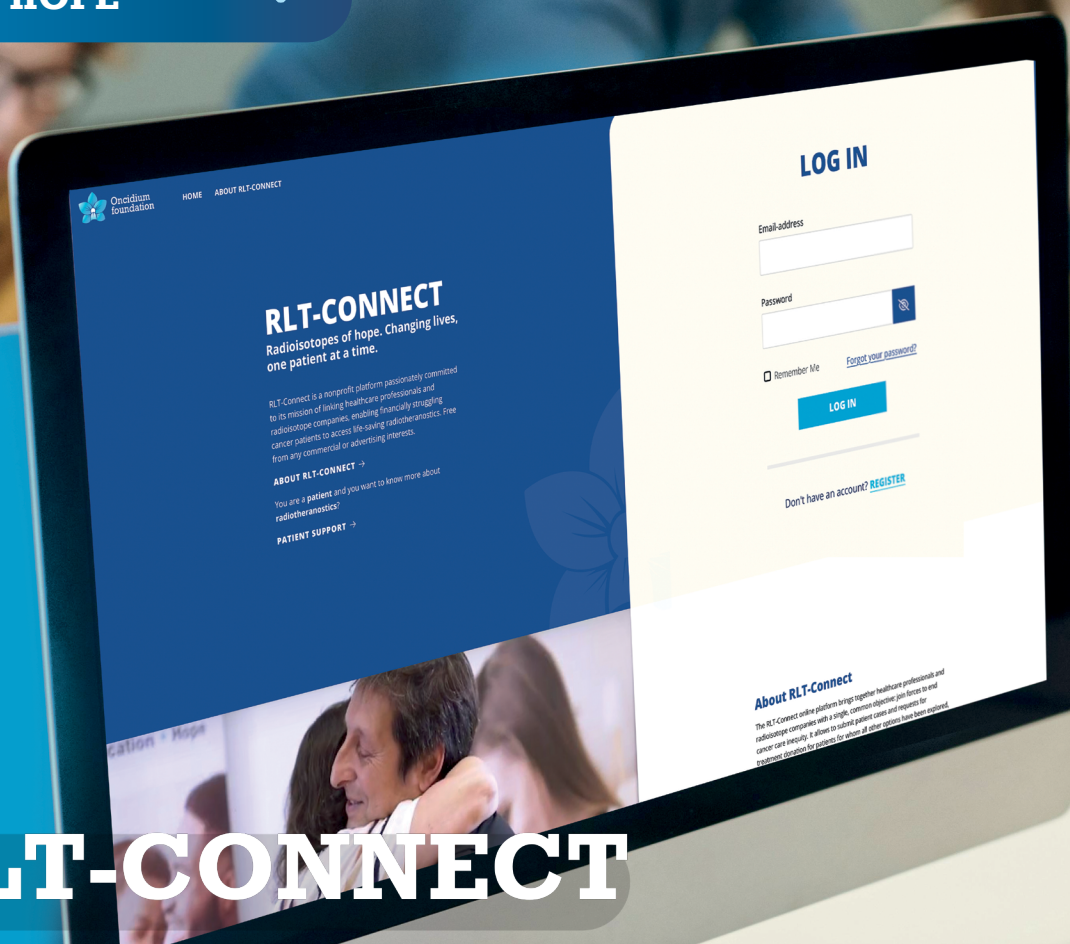 HOPE
Oncidium
foundation
HOME
ABOUT RLT-CONNECT
RLT-CONNECT
Radioisotopes of hope. Changing lives,
one patient at a time.
RLT-Connect is a nonprofit platform passionately committed
to its mission of linking healthcare professionals and
radioisotope companies, enabling financially struggling
cancer patients to access life-saving radiotheranostics. Free
from any commercial or advertising interests.
ABOUT RLT-CONNECT →
You are a patient and you want to know more about
radiotheranostics?
PATIENT SUPPORT →
LOG IN
Email-address
Password
Remember Me
Forgot your password?
LOG IN
Don't have an account? REGISTER
About RLT-Connect
The RLT-Connect online platform brings together healthcare professionals and
radioisotope companies with a single, common objective: join forces to end
cancer care inequity. It allows to submit patient cases and requests for
treatment donation for patients for whom all other options have been explored.
cation • Hope
LT-CONNECT